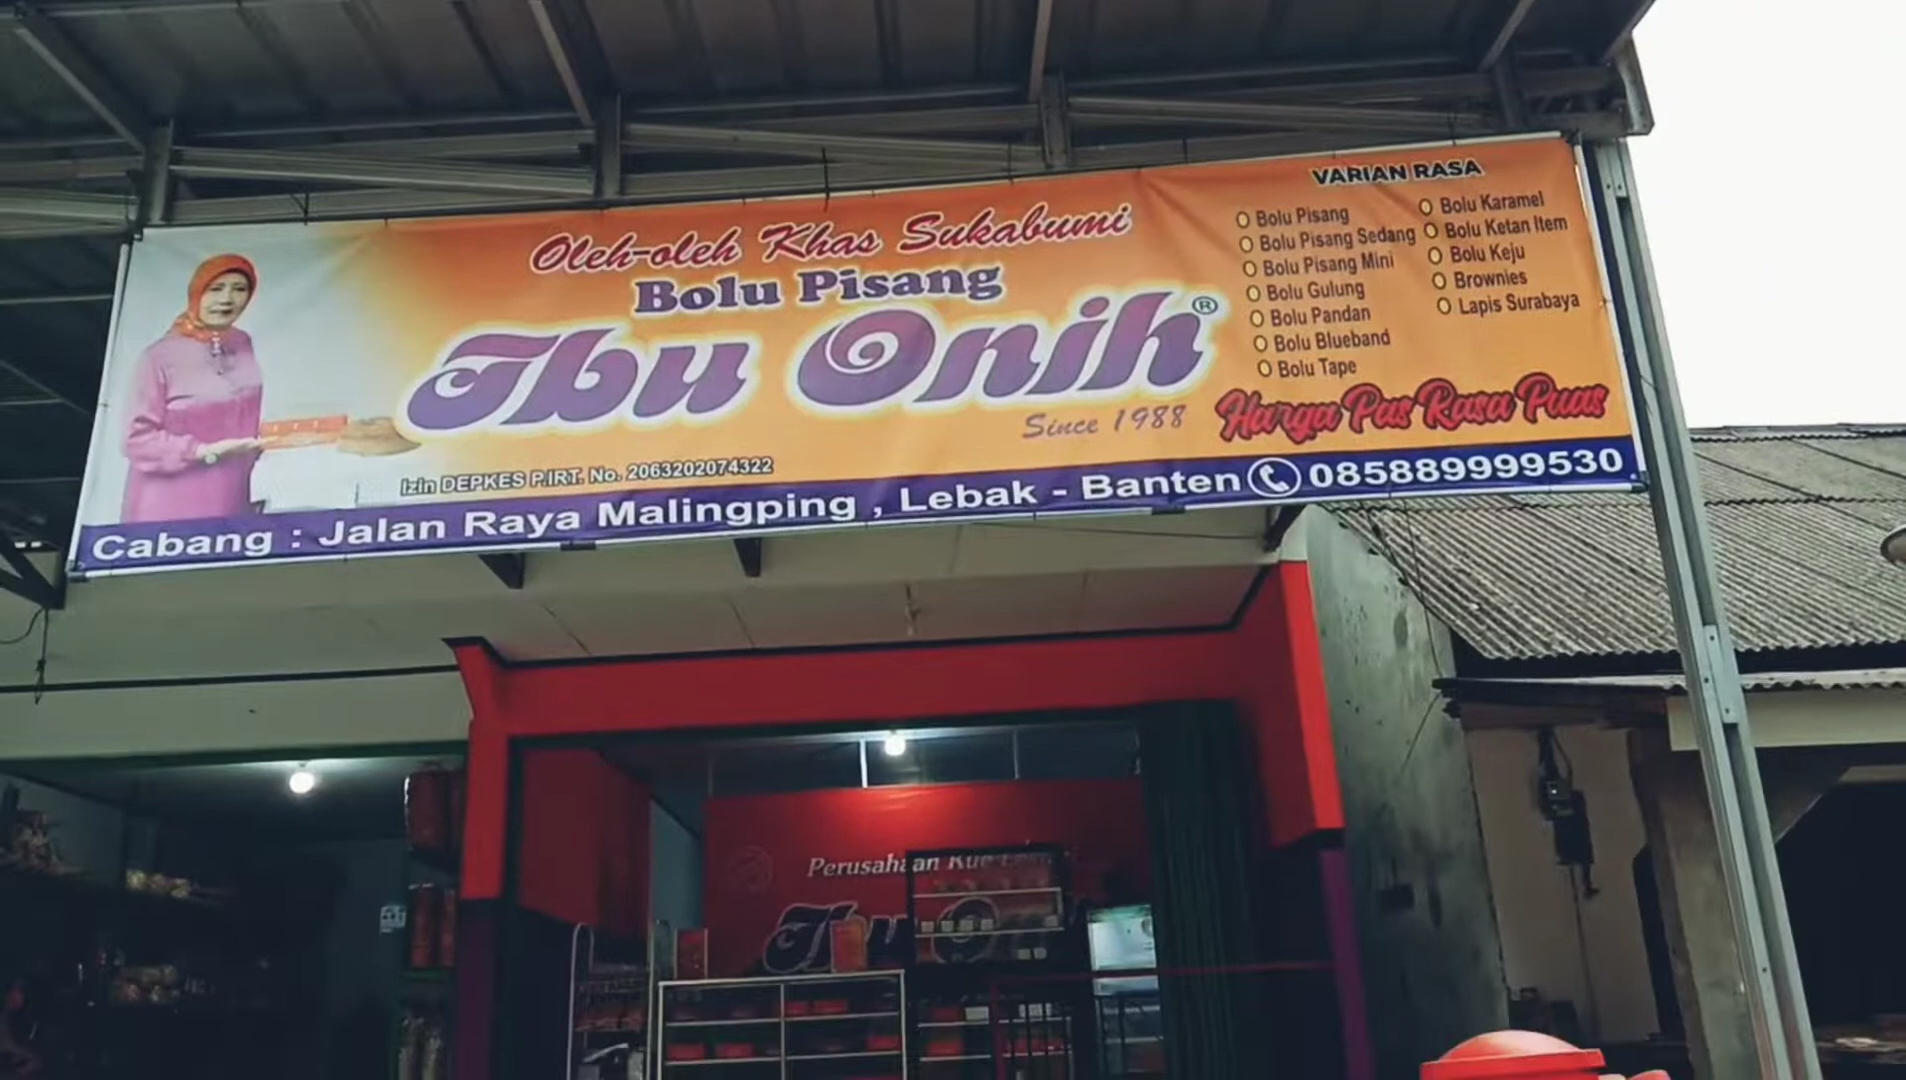 Oleh-oleh Khas Sukabumi
Bolu Pisang
Ibu Onih®
Since 1988
Izin DEPKES P.IRT. No. 2063202074322
VARIAN RASA
Bolu Pisang
Bolu Pisang Sedang
Bolu Pisang Mini
Bolu Gulung
Bolu Pandan
Bolu Blueband
Bolu Tape
Bolu Karamel
Bolu Ketan Item
Bolu Keju
Brownies
Lapis Surabaya
Harga Pas Rasa Puas
Cabang : Jalan Raya Malingping , Lebak - Banten 085889999530
Perusahaan Kue
Ibu On